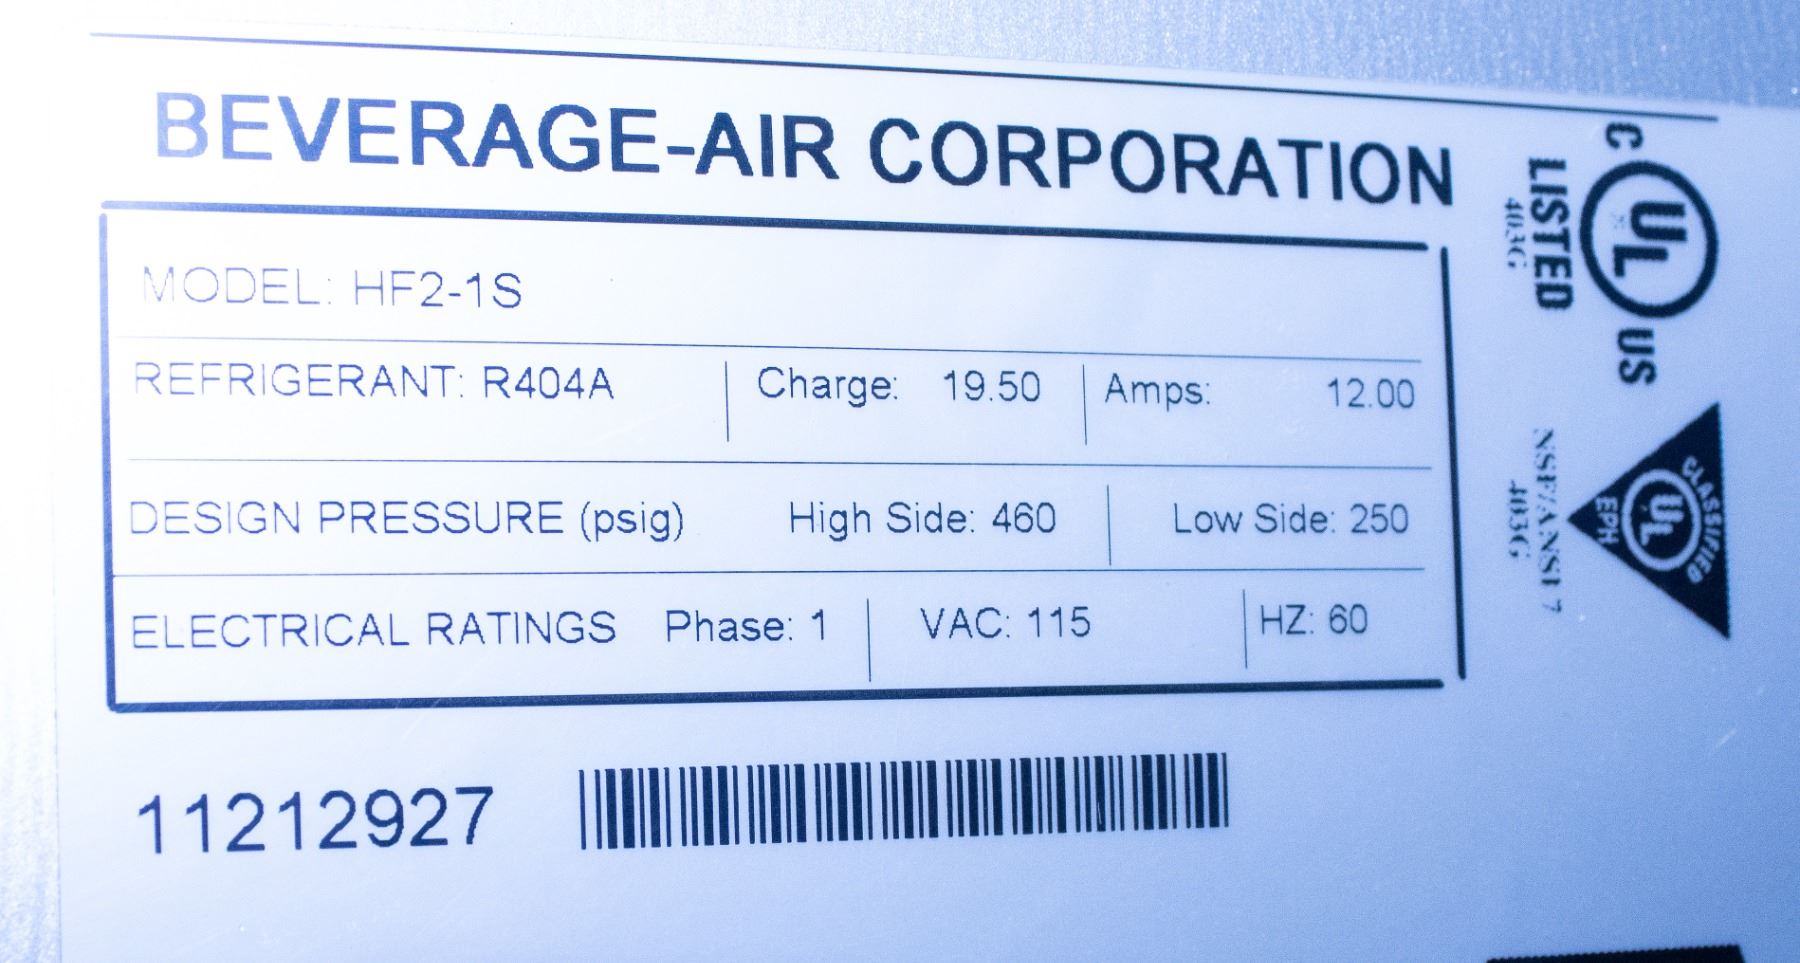 BEVERAGE-AIR CORPORATION
MODEL: HF2-1S
REFRIGERANT: R404A Charge: 19.50 Amps: 12.00
DESIGN PRESSURE (psig) High Side: 460 Low Side: 250
ELECTRICAL RATINGS Phase: 1 VAC: 115 HZ: 60
11212927
C UL US
LISTED
403G
CLASSIFIED
UL
EPH
NSF/ANSI 7
403G